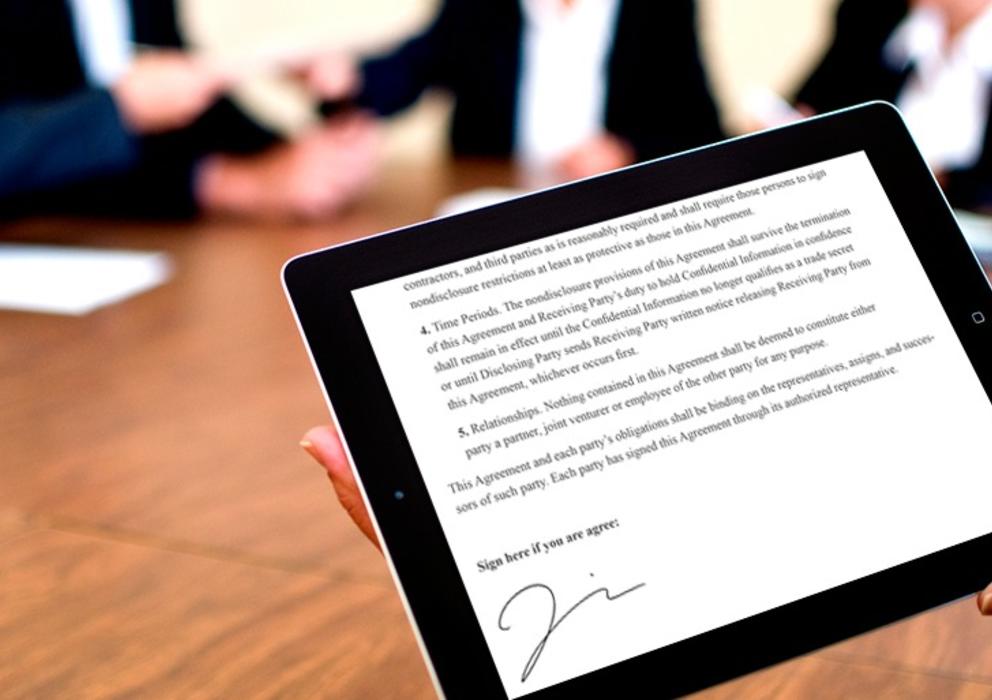 contractors, and third parties as is reasonably required and shall require those persons to sign
nondisclosure restrictions at least as protective as those in this Agreement.
4. Time Periods. The nondisclosure provisions of this Agreement shall survive the termination
of this Agreement and Receiving Party's duty to hold Confidential Information in confidence
shall remain in effect until the Confidential Information no longer qualifies as a trade secret
or until Disclosing Party sends Receiving Party written notice releasing Receiving Party from
this Agreement, whichever occurs first.
5. Relationships. Nothing contained in this Agreement shall be deemed to constitute either
party a partner, joint venturer or employee of the other party for any purpose.
This Agreement and each party's obligations shall be binding on the representatives, assigns, and succes-
sors of such party. Each party has signed this Agreement through its authorized representative.
Sign here if you are agree: